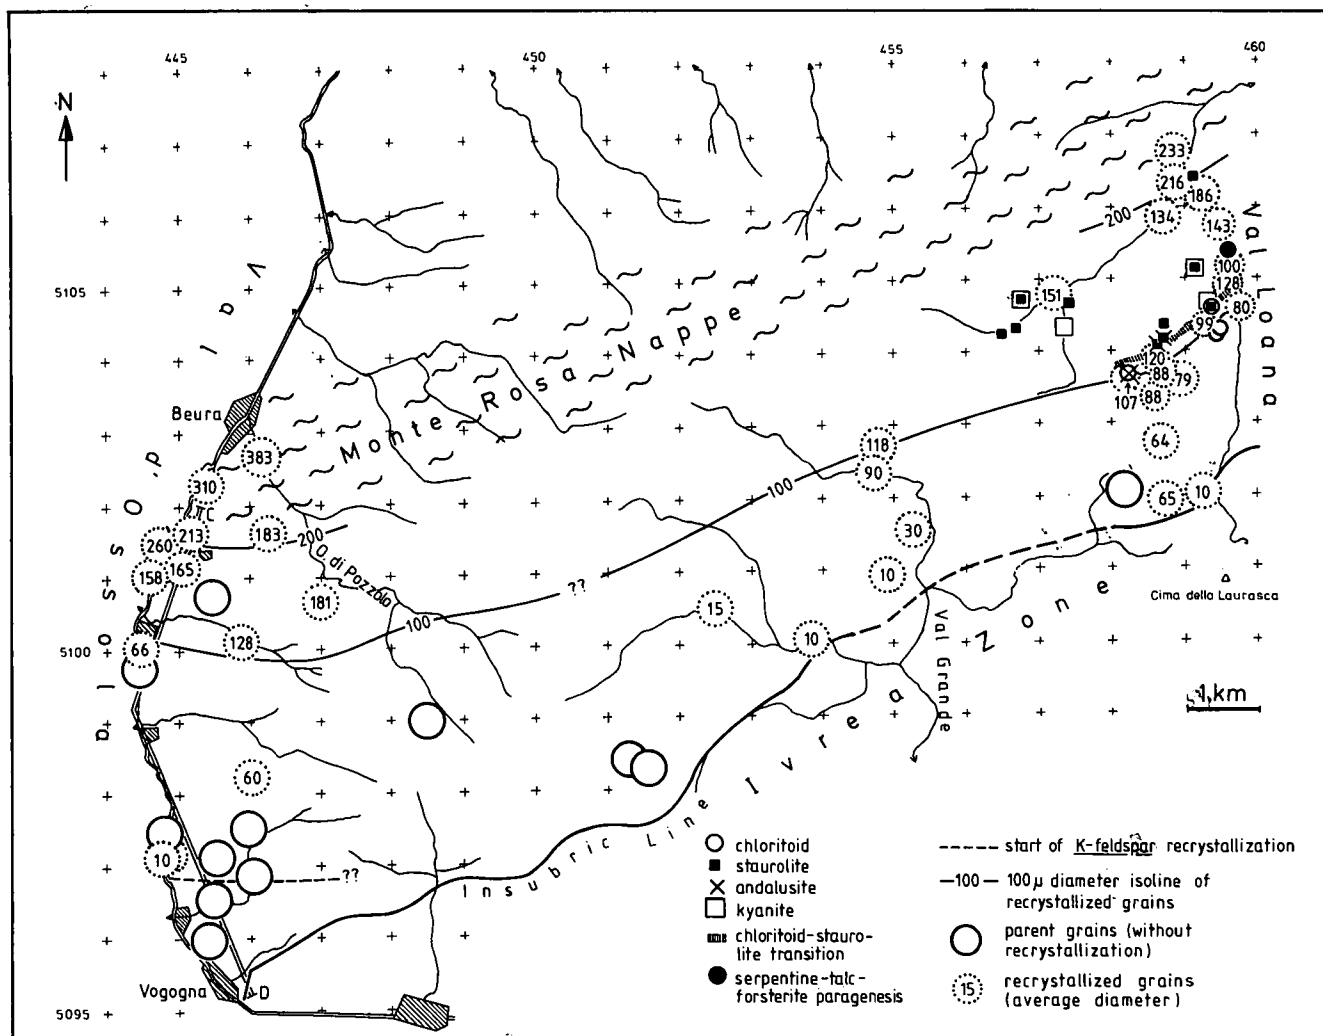 445
450
455
460
N
233
216
186
200
134
143
Val Loana
100
128
151
80
99
5105
Val d'Ossola
Monte Rosa Nappe
20
88
79
107
88
Beura
383
118
64
310
90
100
65
10
πC
213
183
200
30
260
Q. di Pozzolo
165
158
??
10
181
15
Cima della Laurasca
100
10
128
66
5100
Val Grande
Ivrea Zone
1 km
60
10
??
Insubric Line
Vogogna
D
5095
chloritoid
staurolite
andalusite
kyanite
chloritoid-stauro-
lite transition
serpentine-talc-
forsterite paragenesis
start of K-feldspar recrystallization
—100— 100µ diameter isoline of
recrystallized grains
parent grains (without
recrystallization)
15
recrystallized grains
(average diameter)